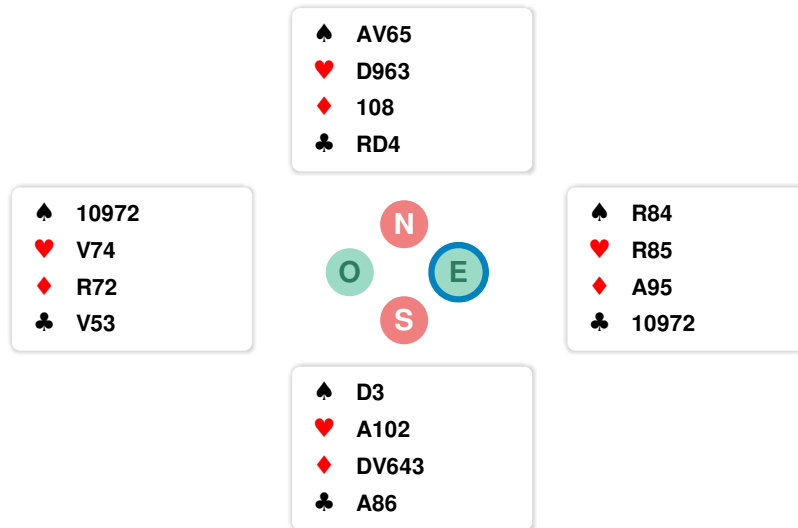 ♠ AV65
♥ D963
♦ 108
♣ RD4
♠ 10972
♥ V74
♦ R72
♣ V53
N
O
E
S
♠ R84
♥ R85
♦ A95
♣ 10972
♠ D3
♥ A102
♦ DV643
♣ A86